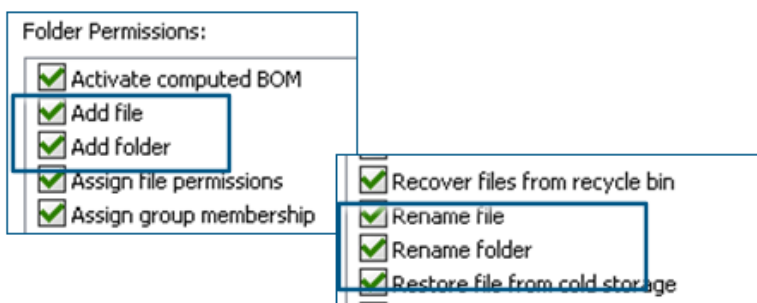 Folder Permissions:
Activate computed BOM
Add file
Add folder
Assign file permissions
Assign group membership
Recover files from recycle bin
Rename file
Rename folder
Restore file from cold storage